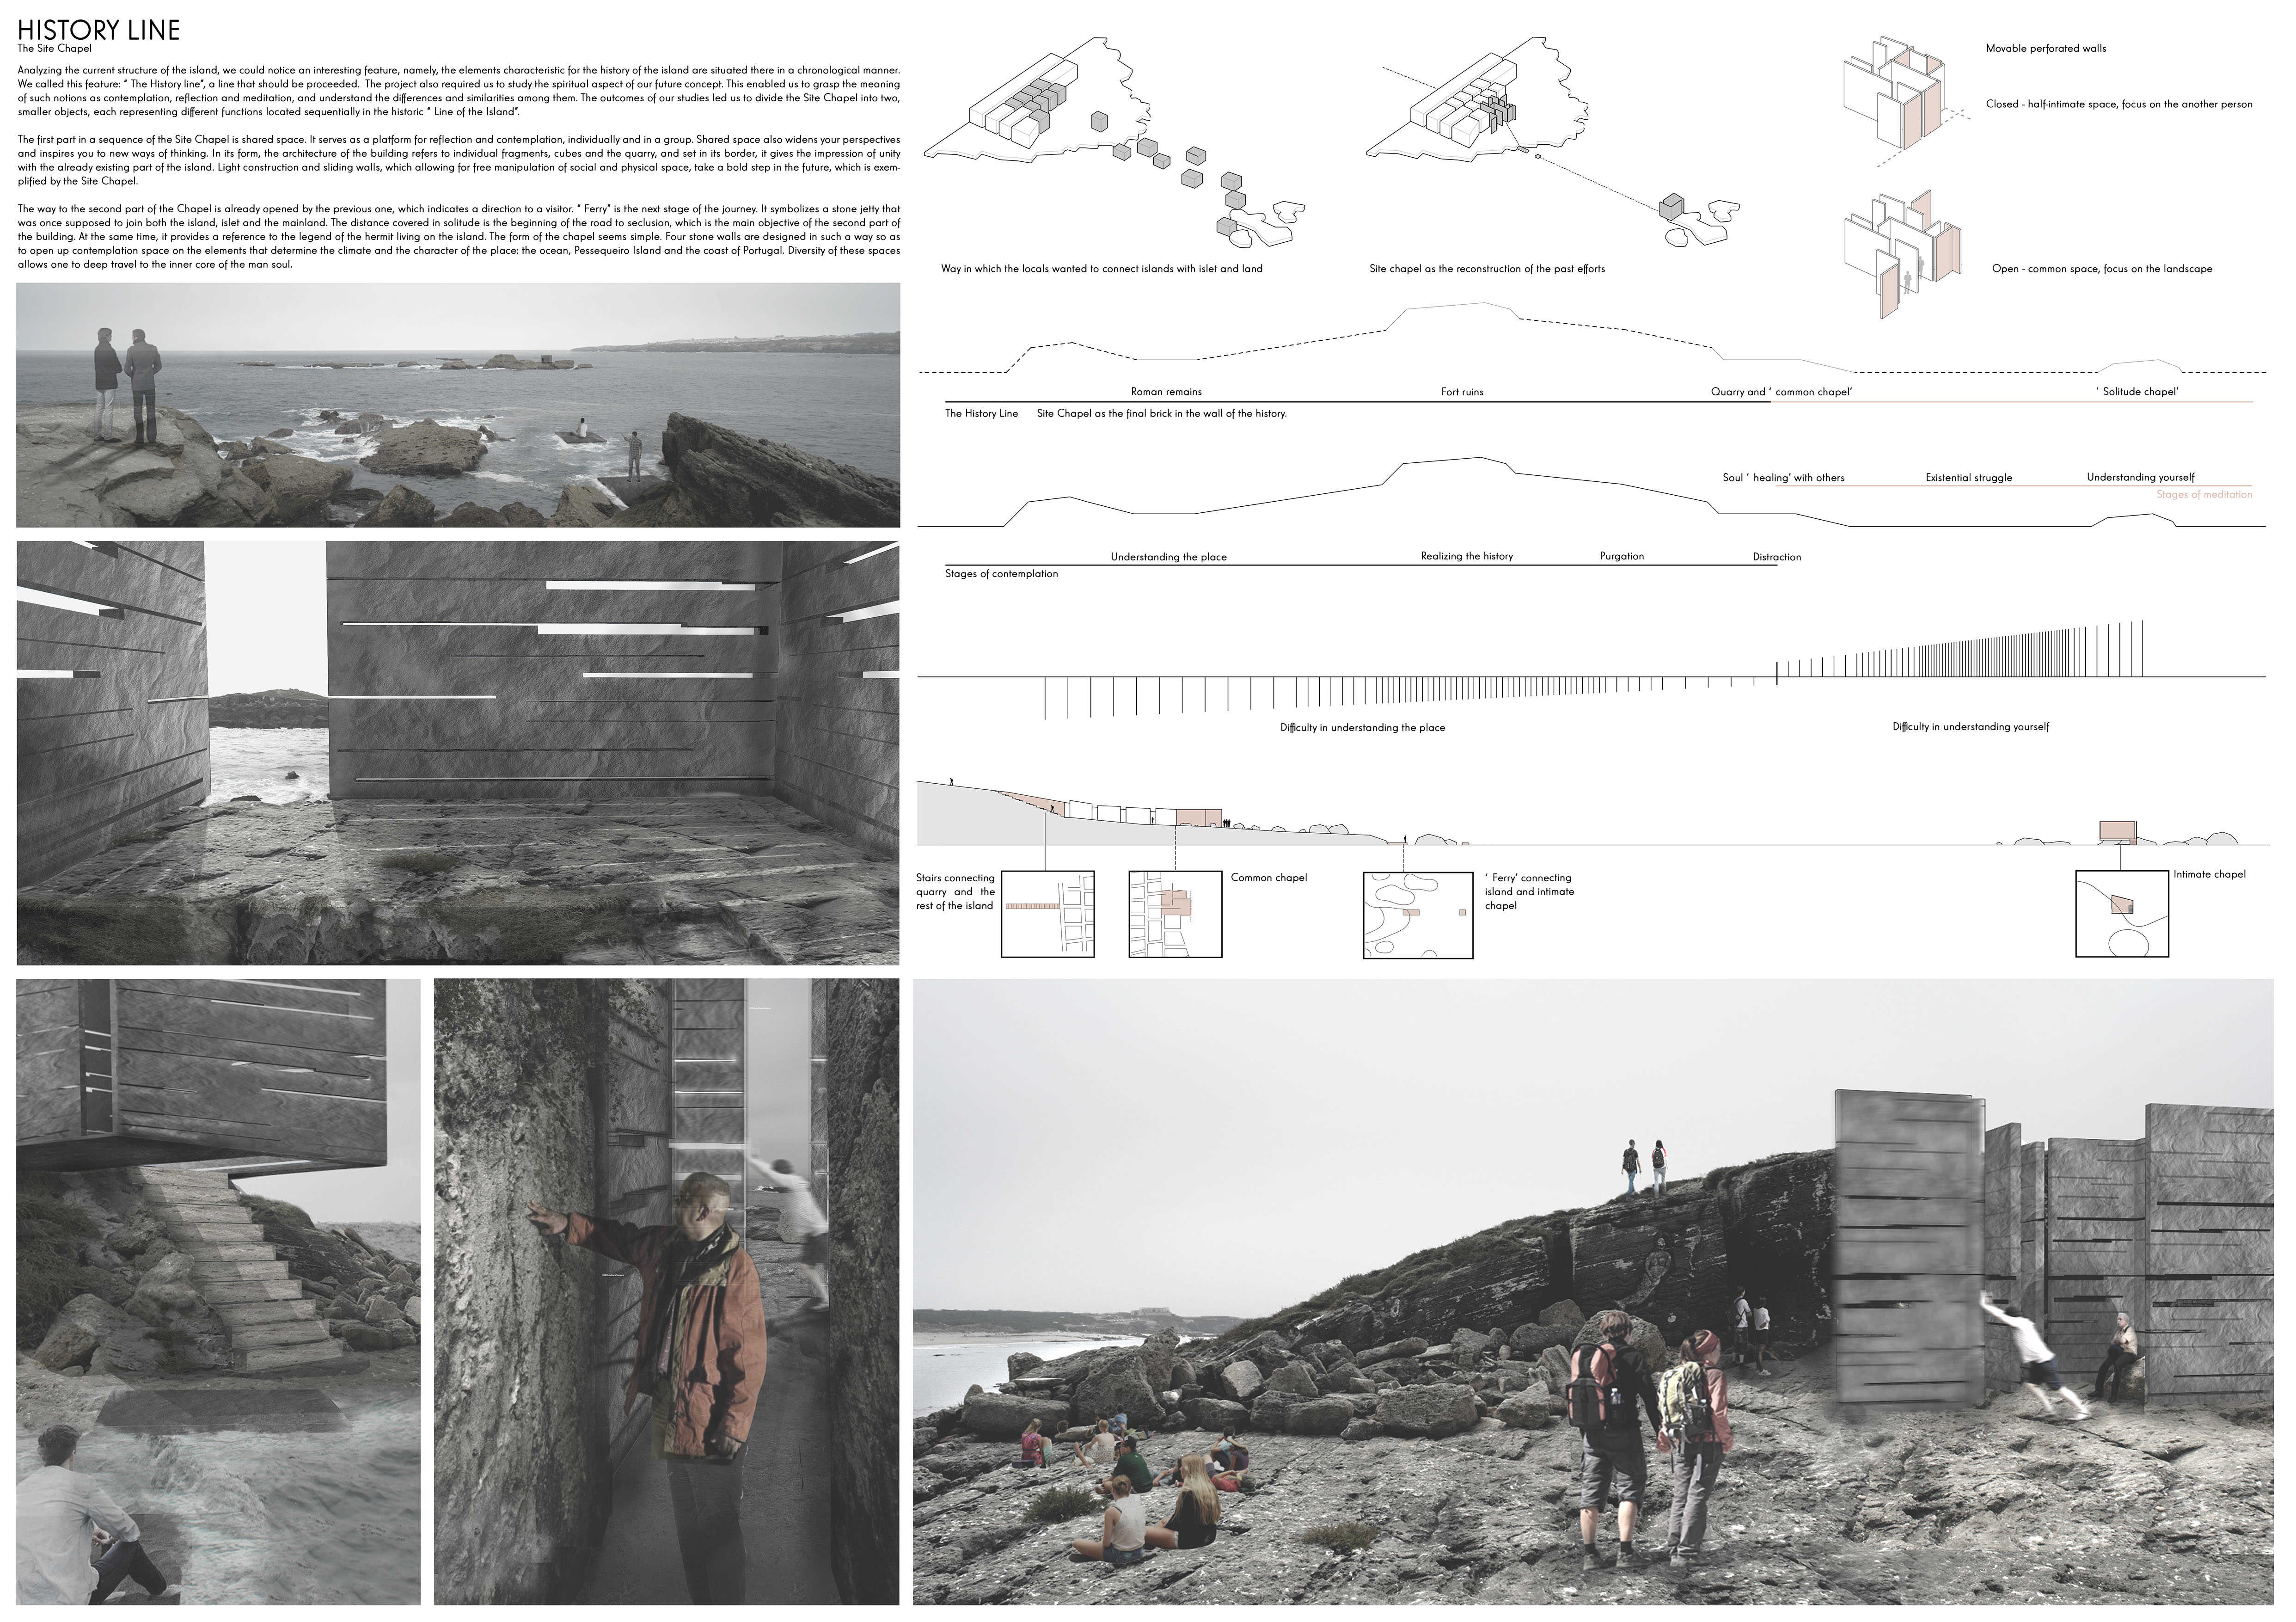 HISTORY LINE
The Site Chapel
Analyzing the current structure of the island, we could notice an interesting feature, namely, the elements characteristic for the history of the island are situated there in a chronological manner.
We called this feature: “ The History line”, a line that should be proceeded. The project also required us to study the spiritual aspect of our future concept. This enabled us to grasp the meaning
of such notions as contemplation, reflection and meditation, and understand the differences and similarities among them. The outcomes of our studies led us to divide the Site Chapel into two,
smaller objects, each representing different functions located sequentially in the historic “ Line of the Island”.
The first part in a sequence of the Site Chapel is shared space. It serves as a platform for reflection and contemplation, individually and in a group. Shared space also widens your perspectives
and inspires you to new ways of thinking. In its form, the architecture of the building refers to individual fragments, cubes and the quarry, and set in its border, it gives the impression of unity
with the already existing part of the island. Light construction and sliding walls, which allowing for free manipulation of social and physical space, take a bold step in the future, which is exem-
plified by the Site Chapel.
The way to the second part of the Chapel is already opened by the previous one, which indicates a direction to a visitor. “ Ferry” is the next stage of the journey. It symbolizes a stone jetty that
was once supposed to join both the island, islet and the mainland. The distance covered in solitude is the beginning of the road to seclusion, which is the main objective of the second part of
the building. At the same time, it provides a reference to the legend of the hermit living on the island. The form of the chapel seems simple. Four stone walls are designed in such a way so as
to open up contemplation space on the elements that determine the climate and the character of the place: the ocean, Pessequeiro Island and the coast of Portugal. Diversity of these spaces
allows one to deep travel to the inner core of the man soul.
Way in which the locals wanted to connect islands with islet and land
Site chapel as the reconstruction of the past efforts
Movable perforated walls
Closed - half-intimate space, focus on the another person
Open - common space, focus on the landscape
Roman remains
Fort ruins
Quarry and ‘ common chapel’
‘ Solitude chapel’
The History Line
Site Chapel as the final brick in the wall of the history.
Soul ‘ healing’ with others
Existential struggle
Understanding yourself
Stages of meditation
Understanding the place
Realizing the history
Purgation
Distraction
Stages of contemplation
Difficulty in understanding the place
Difficulty in understanding yourself
Stairs connecting
quarry and the
rest of the island
Common chapel
‘ Ferry’ connecting
island and intimate
chapel
Intimate chapel